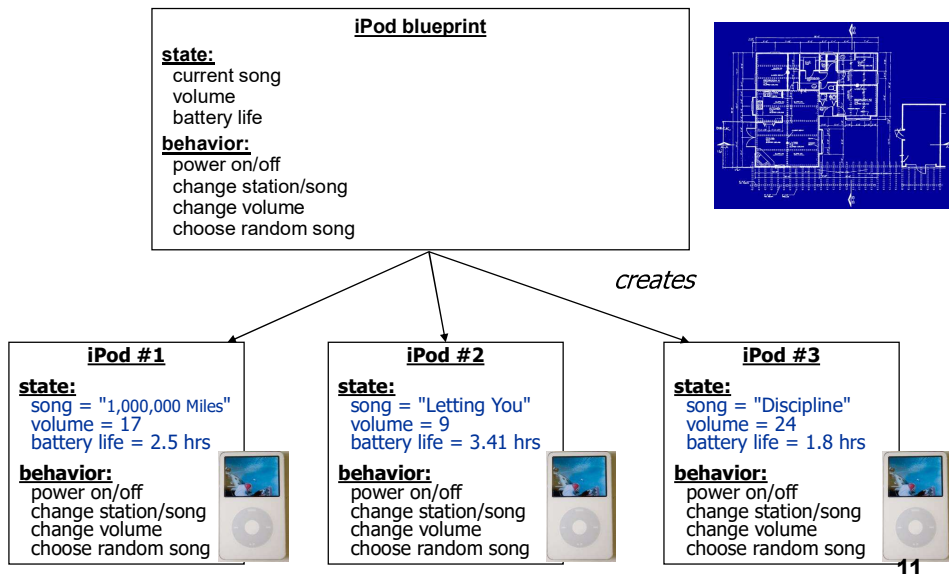 iPod blueprint
state:
current song
volume
battery life
behavior:
power on/off
change station/song
change volume
choose random song
creates
iPod #1
state:
song = "1,000,000 Miles"
volume = 17
battery life = 2.5 hrs
behavior:
power on/off
change station/song
change volume
choose random song
iPod #2
state:
song = "Letting You"
volume = 9
battery life = 3.41 hrs
behavior:
power on/off
change station/song
change volume
choose random song
iPod #3
state:
song = "Discipline"
volume = 24
battery life = 1.8 hrs
behavior:
power on/off
change station/song
change volume
choose random song
11